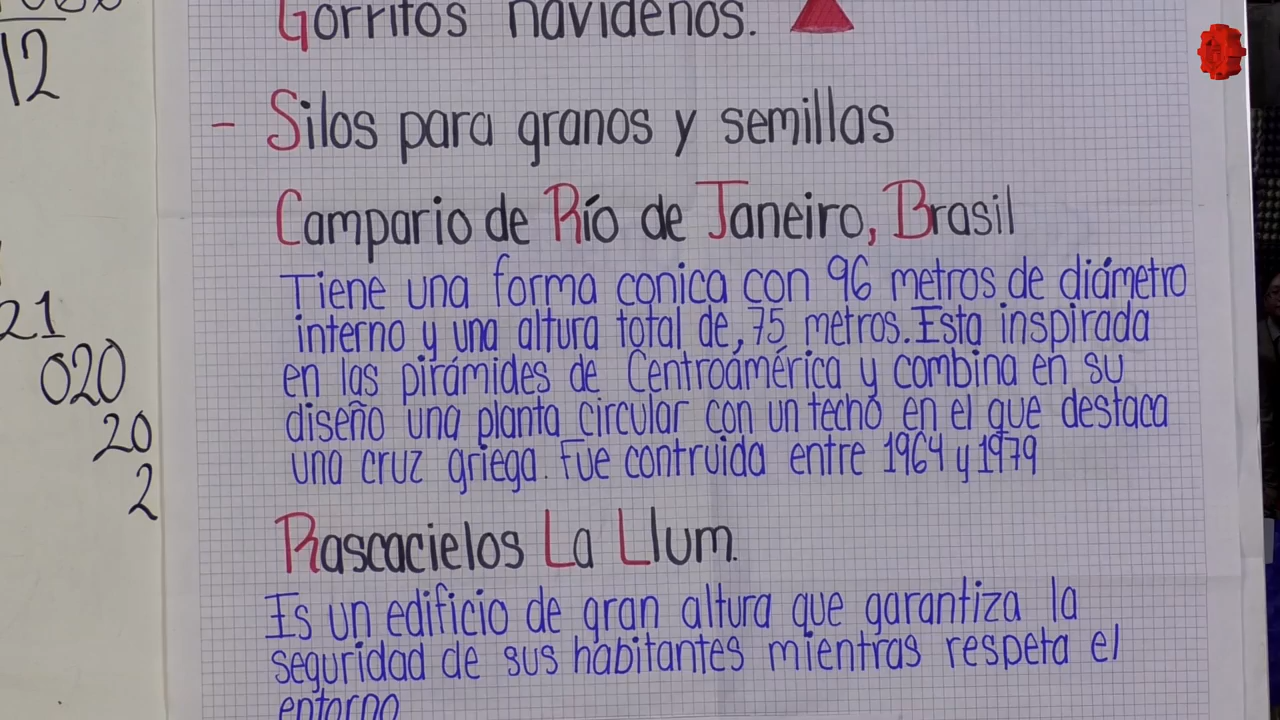 12
21
020
20
2
Gorritos navideños.
- Silos para granos y semillas
Campario de Río de Janeiro, Brasil
Tiene una forma conica con 96 metros de diámetro
interno y una altura total de, 75 metros. Esta inspirada
en las pirámides de Centroamérica y combina en su
diseño una planta circular con un techo en el que destaca
una cruz griega. Fue contruida entre 1964 y 1979
Rascacielos La Llum.
Es un edificio de gran altura que garantiza la
seguridad de sus habitantes mientras respeta el
entorno